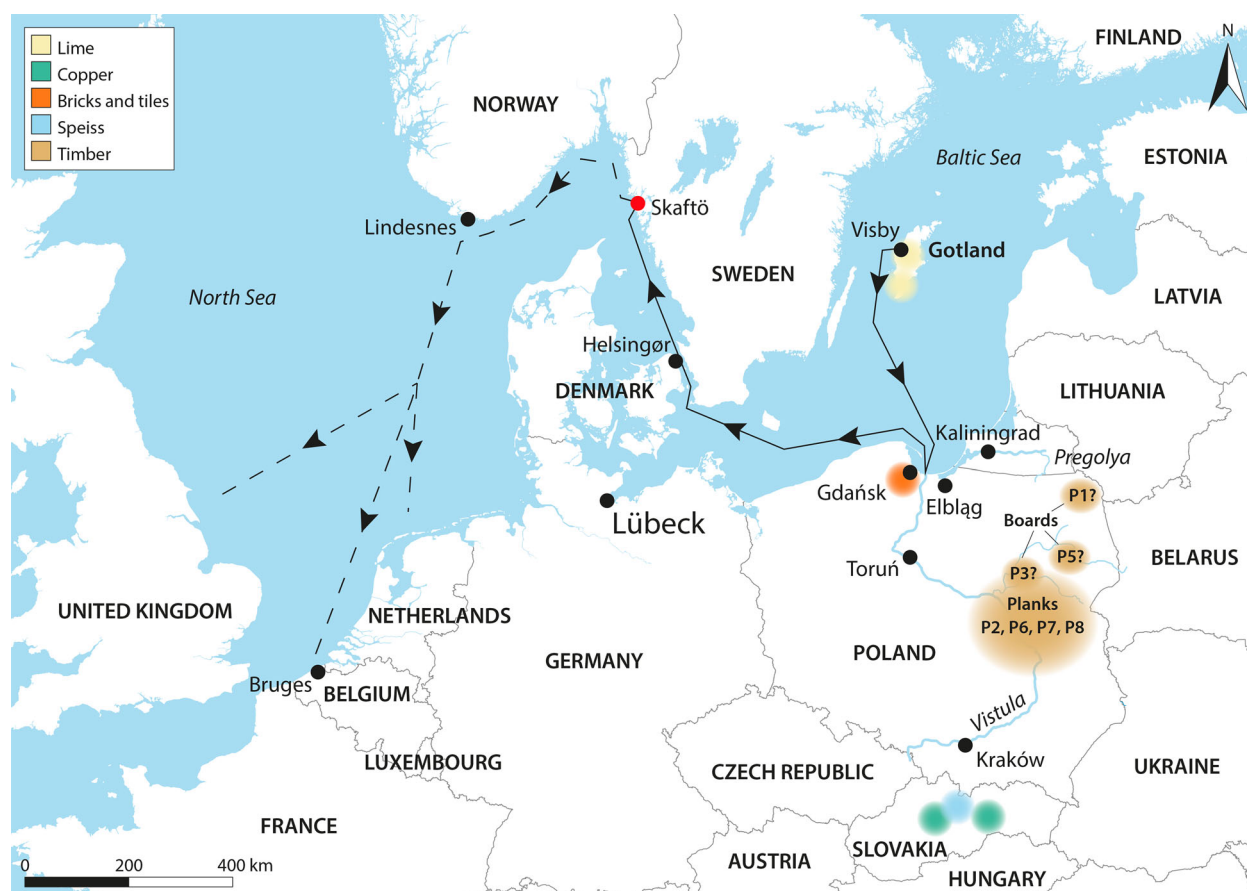 Lime
Copper
Bricks and tiles
Speiss
Timber
FINLAND
N
NORWAY
Baltic Sea
ESTONIA
Skaftö
Lindesnes
Visby
Gotland
SWEDEN
North Sea
LATVIA
Helsingør
DENMARK
LITHUANIA
Kaliningrad
Pregolya
Gdańsk
Elbląg
P1?
Lübeck
Boards
BELARUS
P5?
Toruń
P3?
Planks
P2, P6, P7, P8
UNITED KINGDOM
NETHERLANDS
GERMANY
POLAND
Bruges
BELGIUM
Vistula
LUXEMBOURG
CZECH REPUBLIC
Kraków
UKRAINE
FRANCE
SLOVAKIA
AUSTRIA
HUNGARY
0 200 400 km